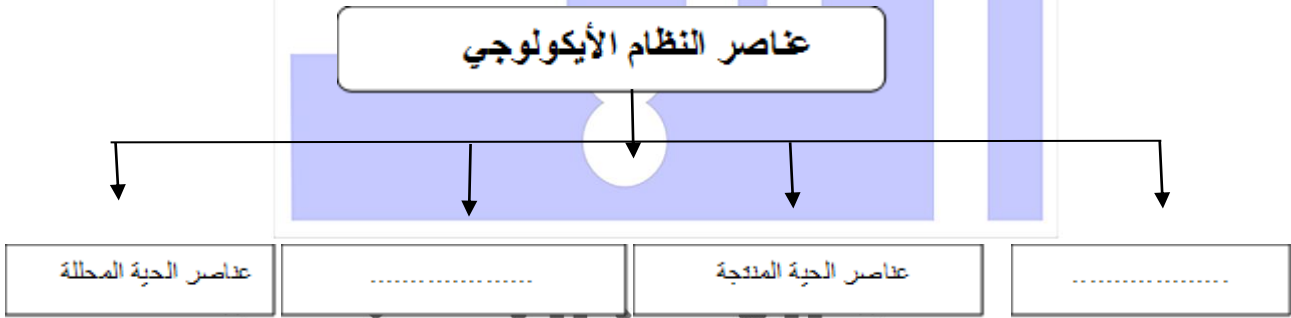 عناصر النظام الأيكولوجي
..................
عناصر الحية المنتجة
..................
عناصر الحية المحللة